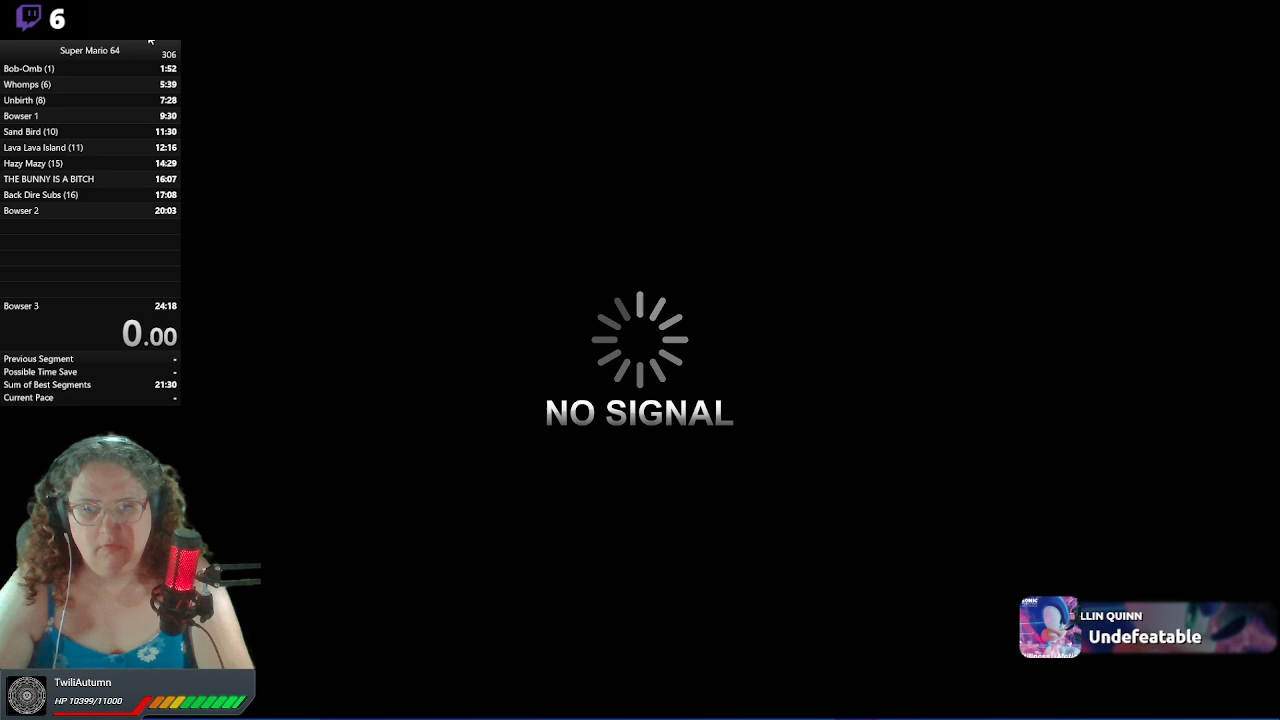 6
Super Mario 64
306
Bob-Omb (1) 1:52
Whomps (6) 5:39
Unbirth (8) 7:28
Bowser 1 9:30
Sand Bird (10) 11:30
Lava Lava Island (11) 12:16
Hazy Mazy (15) 14:29
THE BUNNY IS A BITCH 16:07
Back Dire Subs (16) 17:08
Bowser 2 20:03
Bowser 3 24:18
0.00
Previous Segment -
Possible Time Save -
Sum of Best Segments 21:30
Current Pace -
NO SIGNAL
LLIN QUINN
Undefeatable
TwiliAutumn
HP 10399/11000